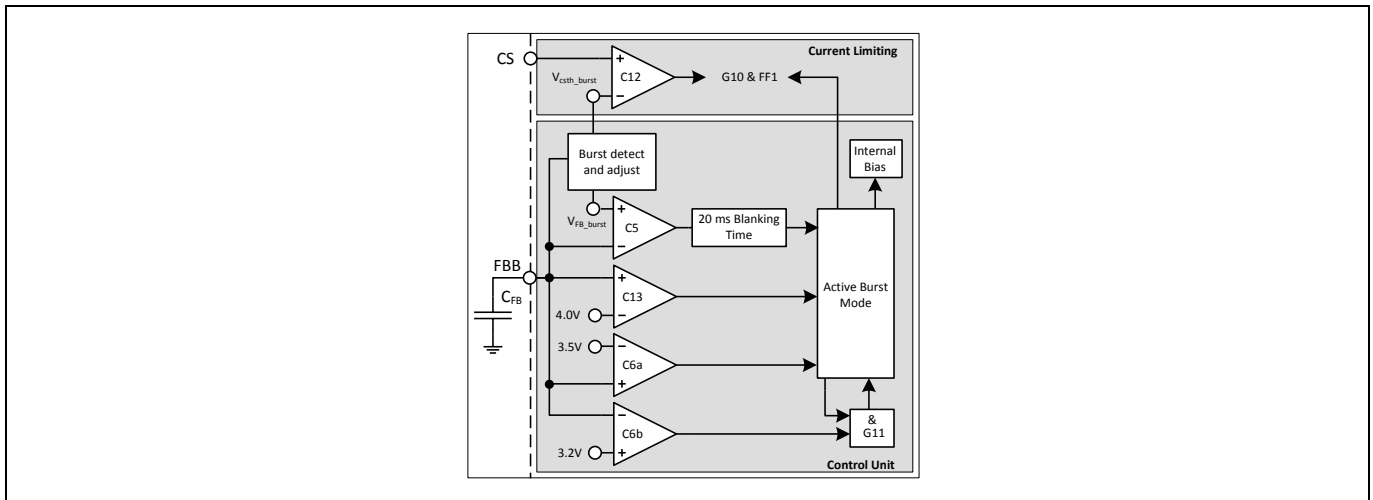 Current Limiting
CS
+
C12
−
V_csth_burst
G10 & FF1
Burst detect
and adjust
Internal
Bias
V_FB_burst
+
C5
−
20 ms Blanking
Time
FBB
C_FB
+
C13
−
4.0V
Active Burst
Mode
3.5V
−
C6a
+
−
C6b
+
3.2V
&
G11
Control Unit